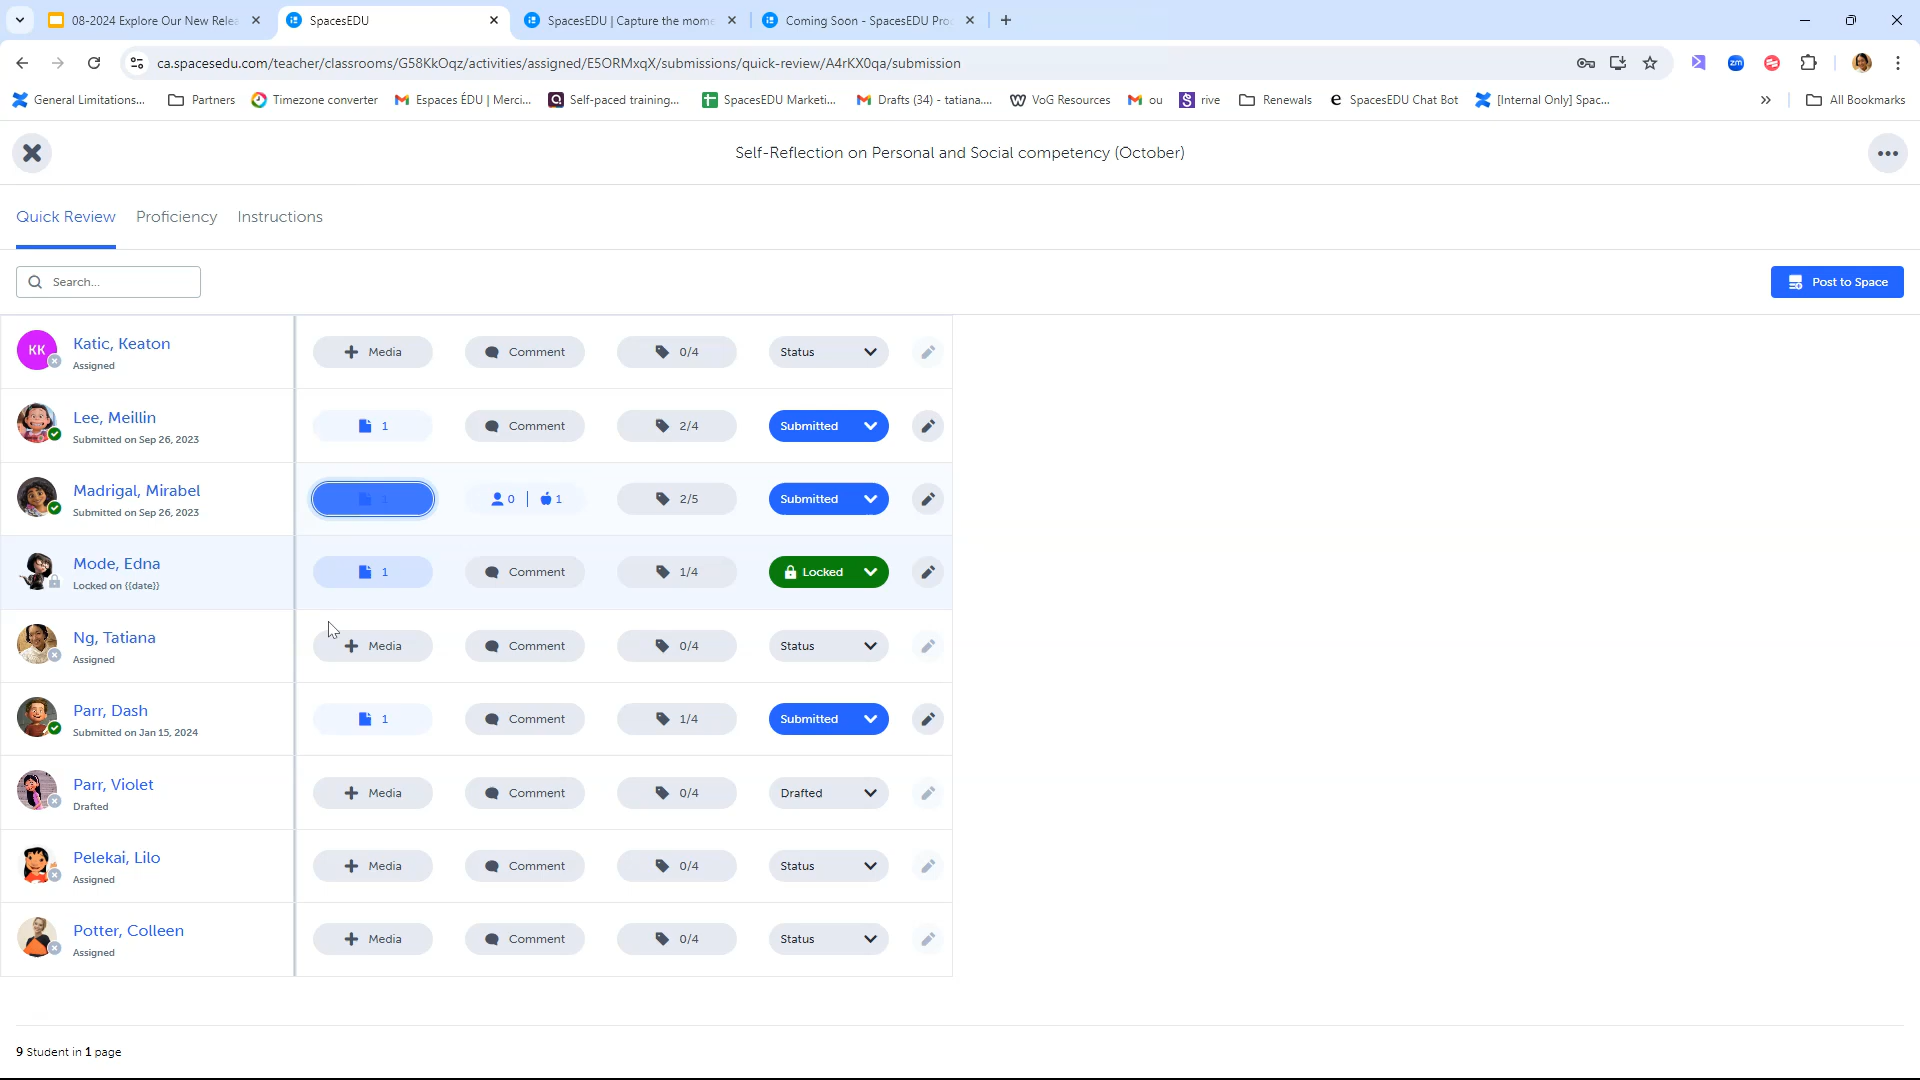 08-2024 Explore Our New Relea
SpacesEDU
SpacesEDU | Capture the mome
Coming Soon - SpacesEDU Pro
ca.spacesedu.com/teacher/classrooms/G58KkOqz/activities/assigned/E5ORMxqX/submissions/quick-review/A4rKX0qa/submission
zm
General Limitations...
Partners
Timezone converter
Espaces ÉDU | Merci...
Self-paced training...
SpacesEDU Marketi...
Drafts (34) - tatiana....
VoG Resources
ou
rive
Renewals
SpacesEDU Chat Bot
[Internal Only] Spac...
»
All Bookmarks
Self-Reflection on Personal and Social competency (October)
Quick Review
Proficiency
Instructions
Search...
Post to Space
KK
Katic, Keaton
Assigned
Media
Comment
0/4
Status
Lee, Meillin
Submitted on Sep 26, 2023
1
Comment
2/4
Submitted
Madrigal, Mirabel
Submitted on Sep 26, 2023
1
0 | 1
2/5
Submitted
Mode, Edna
Locked on {{date}}
1
Comment
1/4
Locked
Ng, Tatiana
Assigned
Media
Comment
0/4
Status
Parr, Dash
Submitted on Jan 15, 2024
1
Comment
1/4
Submitted
Parr, Violet
Drafted
Media
Comment
0/4
Drafted
Pelekai, Lilo
Assigned
Media
Comment
0/4
Status
Potter, Colleen
Assigned
Media
Comment
0/4
Status
9 Student in 1 page